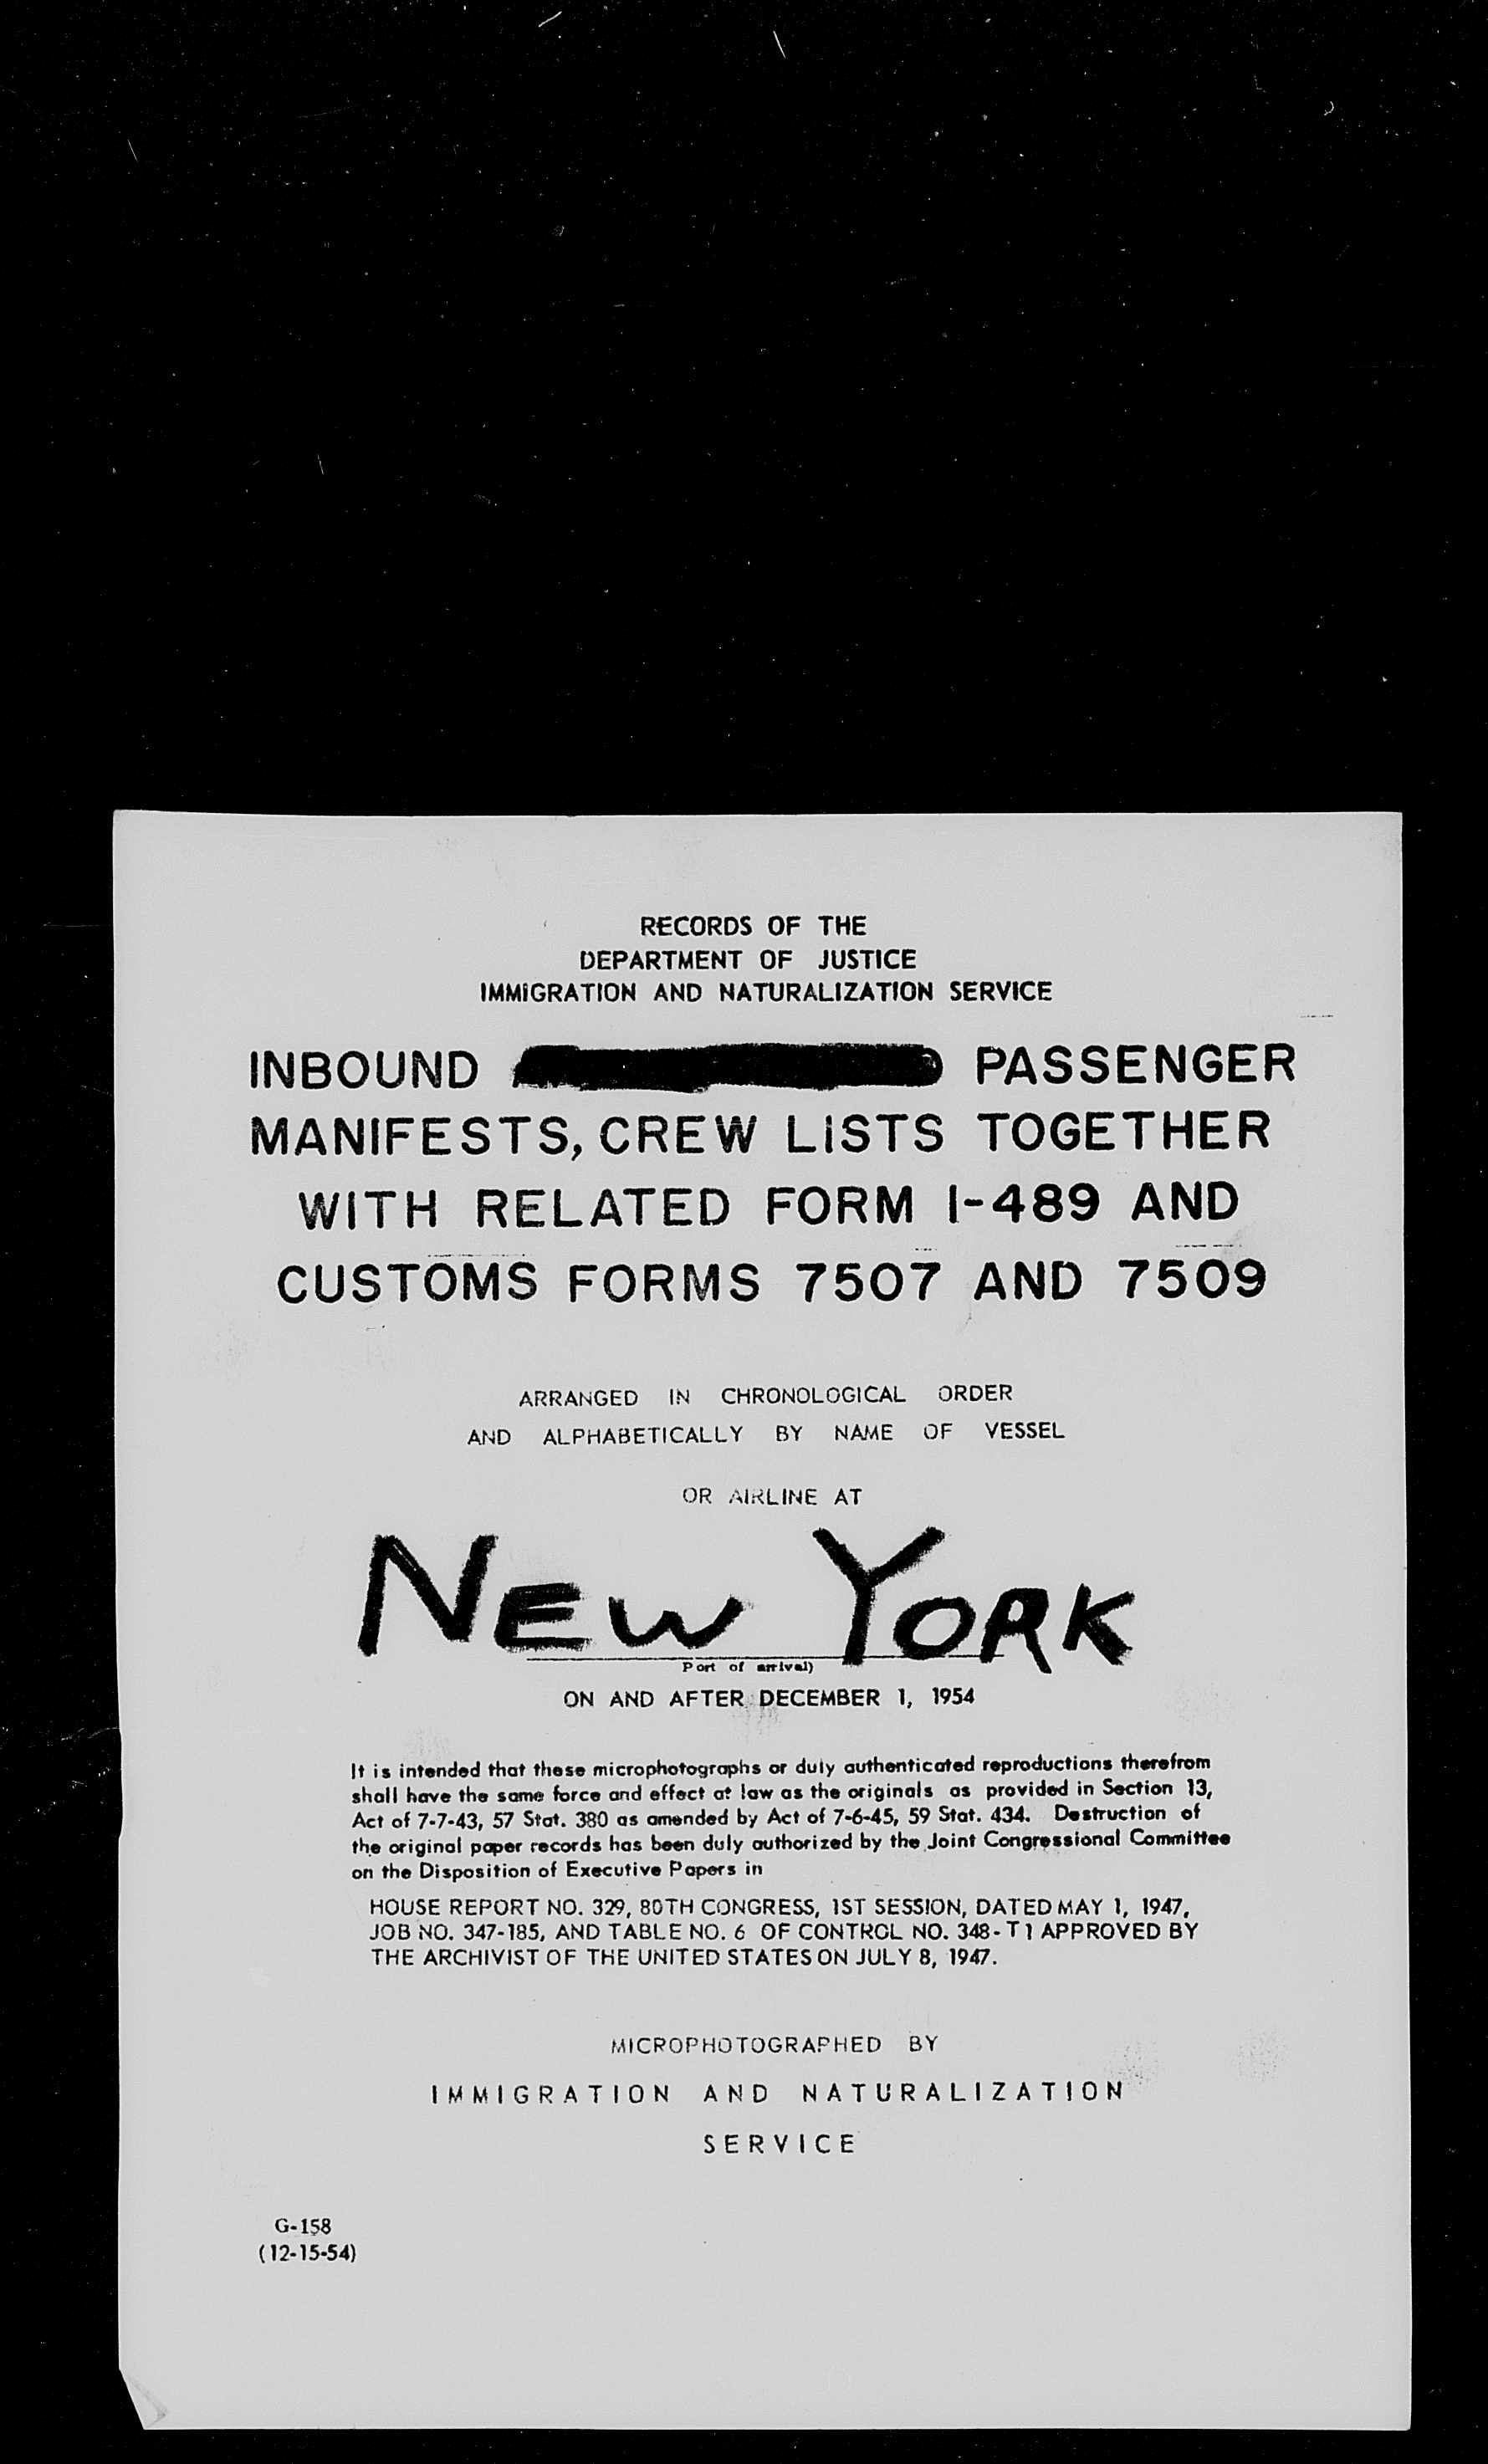 RECORDS OF THE
DEPARTMENT OF JUSTICE
IMMIGRATION AND NATURALIZATION SERVICE
INBOUND PASSENGER
MANIFESTS, CREW LISTS TOGETHER
WITH RELATED FORM I-489 AND
CUSTOMS FORMS 7507 AND 7509
ARRANGED IN CHRONOLOGICAL ORDER
AND ALPHABETICALLY BY NAME OF VESSEL
OR AIRLINE AT
NEW YORK
Port of arrival)
ON AND AFTER DECEMBER 1, 1954
It is intended that these microphotographs or duly authenticated reproductions therefrom
shall have the same force and effect at law as the originals as provided in Section 13,
Act of 7-7-43, 57 Stat. 380 as amended by Act of 7-6-45, 59 Stat. 434. Destruction of
the original paper records has been duly authorized by the Joint Congressional Committee
on the Disposition of Executive Papers in
HOUSE REPORT NO. 329, 80TH CONGRESS, 1ST SESSION, DATED MAY 1, 1947,
JOB NO. 347-185, AND TABLE NO. 6 OF CONTROL NO. 348-T1 APPROVED BY
THE ARCHIVIST OF THE UNITED STATES ON JULY 8, 1947.
MICROPHOTOGRAPHED BY
IMMIGRATION AND NATURALIZATION
SERVICE
G-158
(12-15-54)